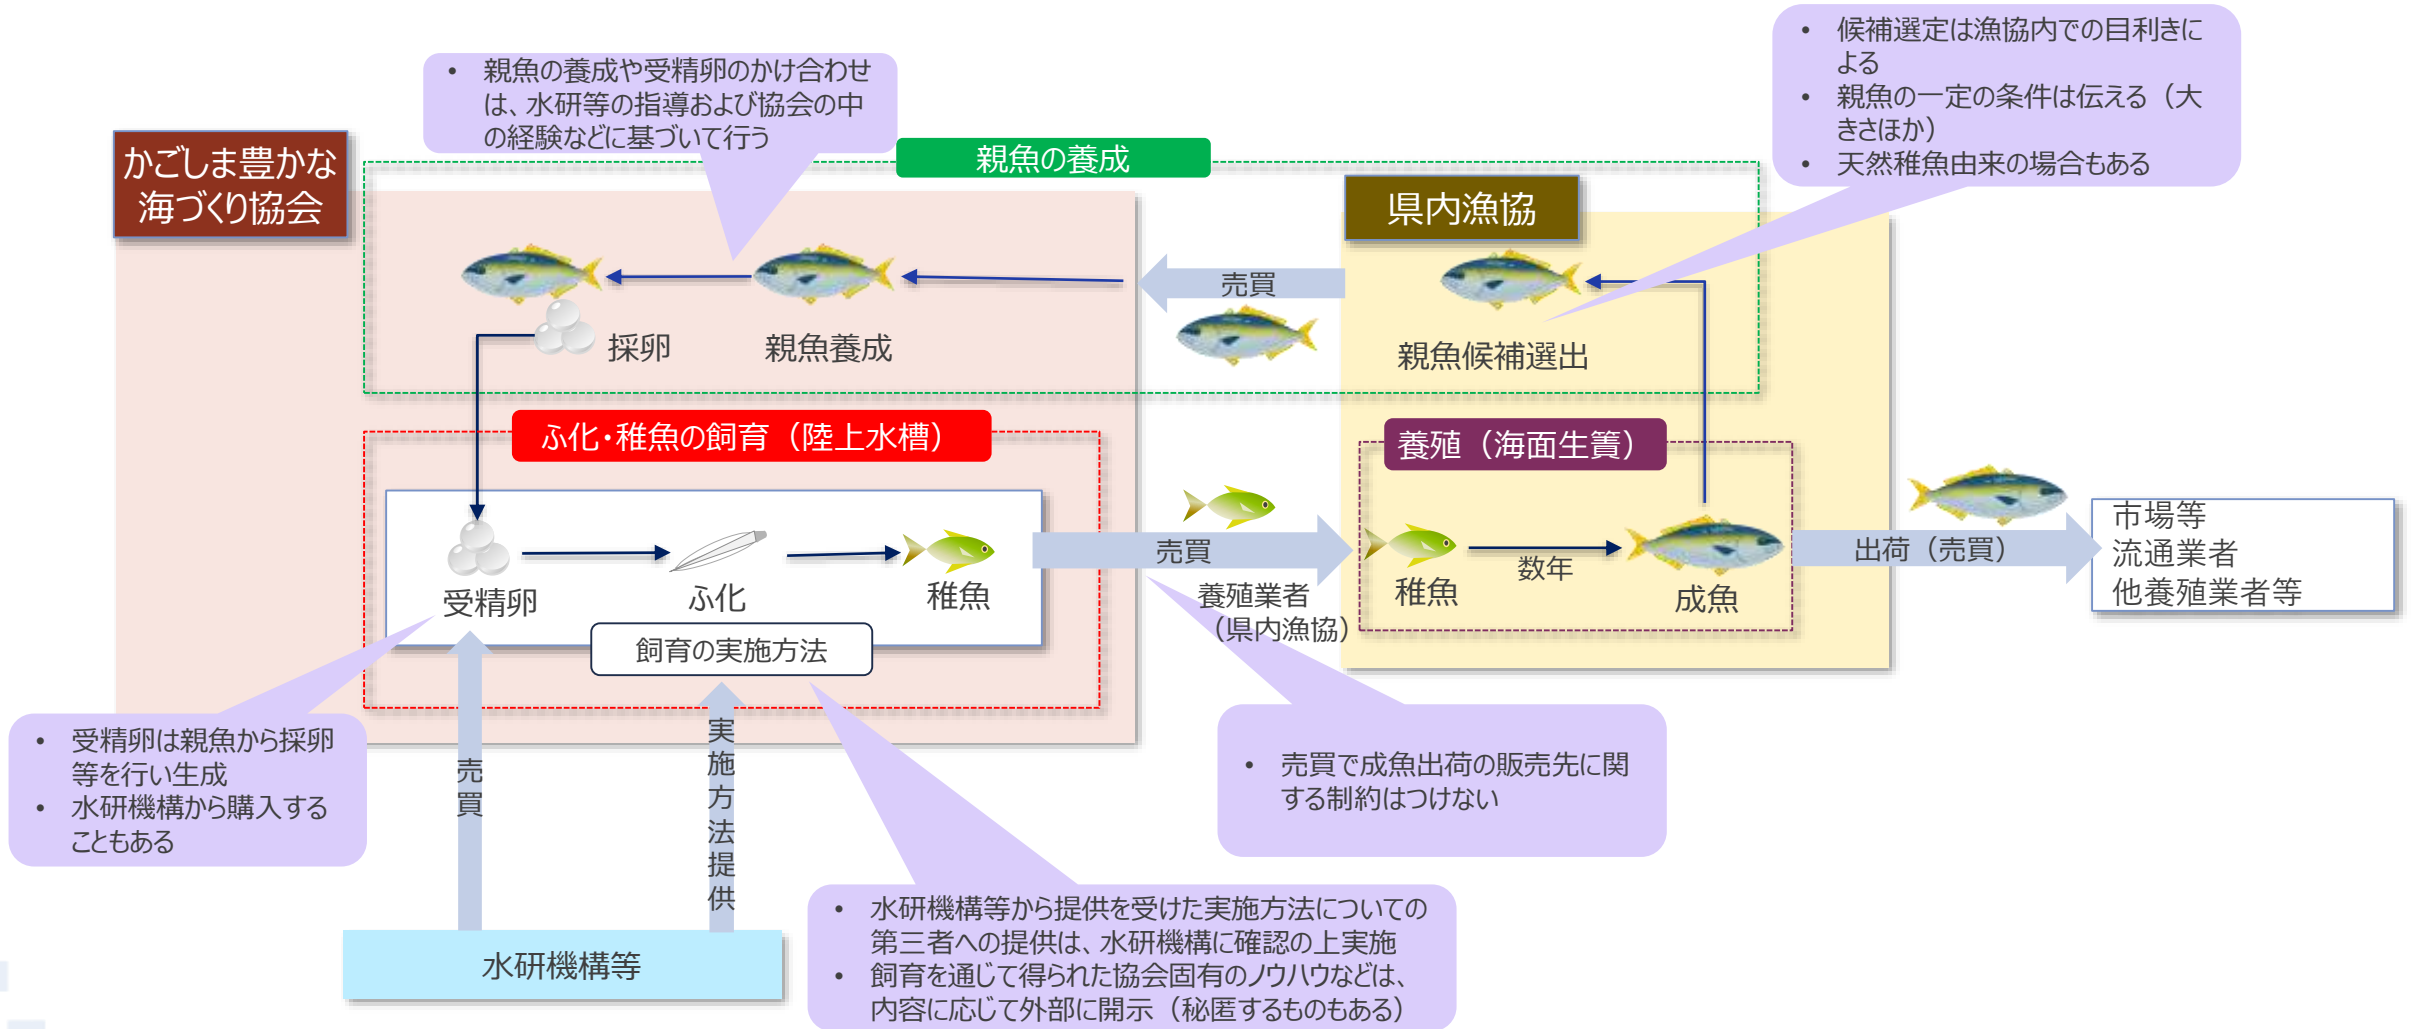 • 候補選定は漁協内での目利きに
よる
• 親魚の一定の条件は伝える（大
きさほか）
• 天然稚魚由来の場合もある
• 親魚の養成や受精卵のかけ合わせ
は、水研等の指導および協会の中
の経験などに基づいて行う
かごしま豊かな
海づくり協会
親魚の養成
県内漁協
売買
採卵
親魚養成
親魚候補選出
ふ化・稚魚の飼育（陸上水槽）
養殖（海面生簀）
受精卵
ふ化
稚魚
飼育の実施方法
売買
養殖業者
（県内漁協）
稚魚
数年
成魚
出荷（売買）
市場等
流通業者
他養殖業者等
• 受精卵は親魚から採卵
等を行い生成
• 水研機構から購入する
こともある
売買
実施方法提供
• 売買で成魚出荷の販売先に関
する制約はつけない
水研機構等
• 水研機構等から提供を受けた実施方法についての
第三者への提供は、水研機構に確認の上実施
• 飼育を通じて得られた協会固有のノウハウなどは、
内容に応じて外部に開示（秘匿するものもある）